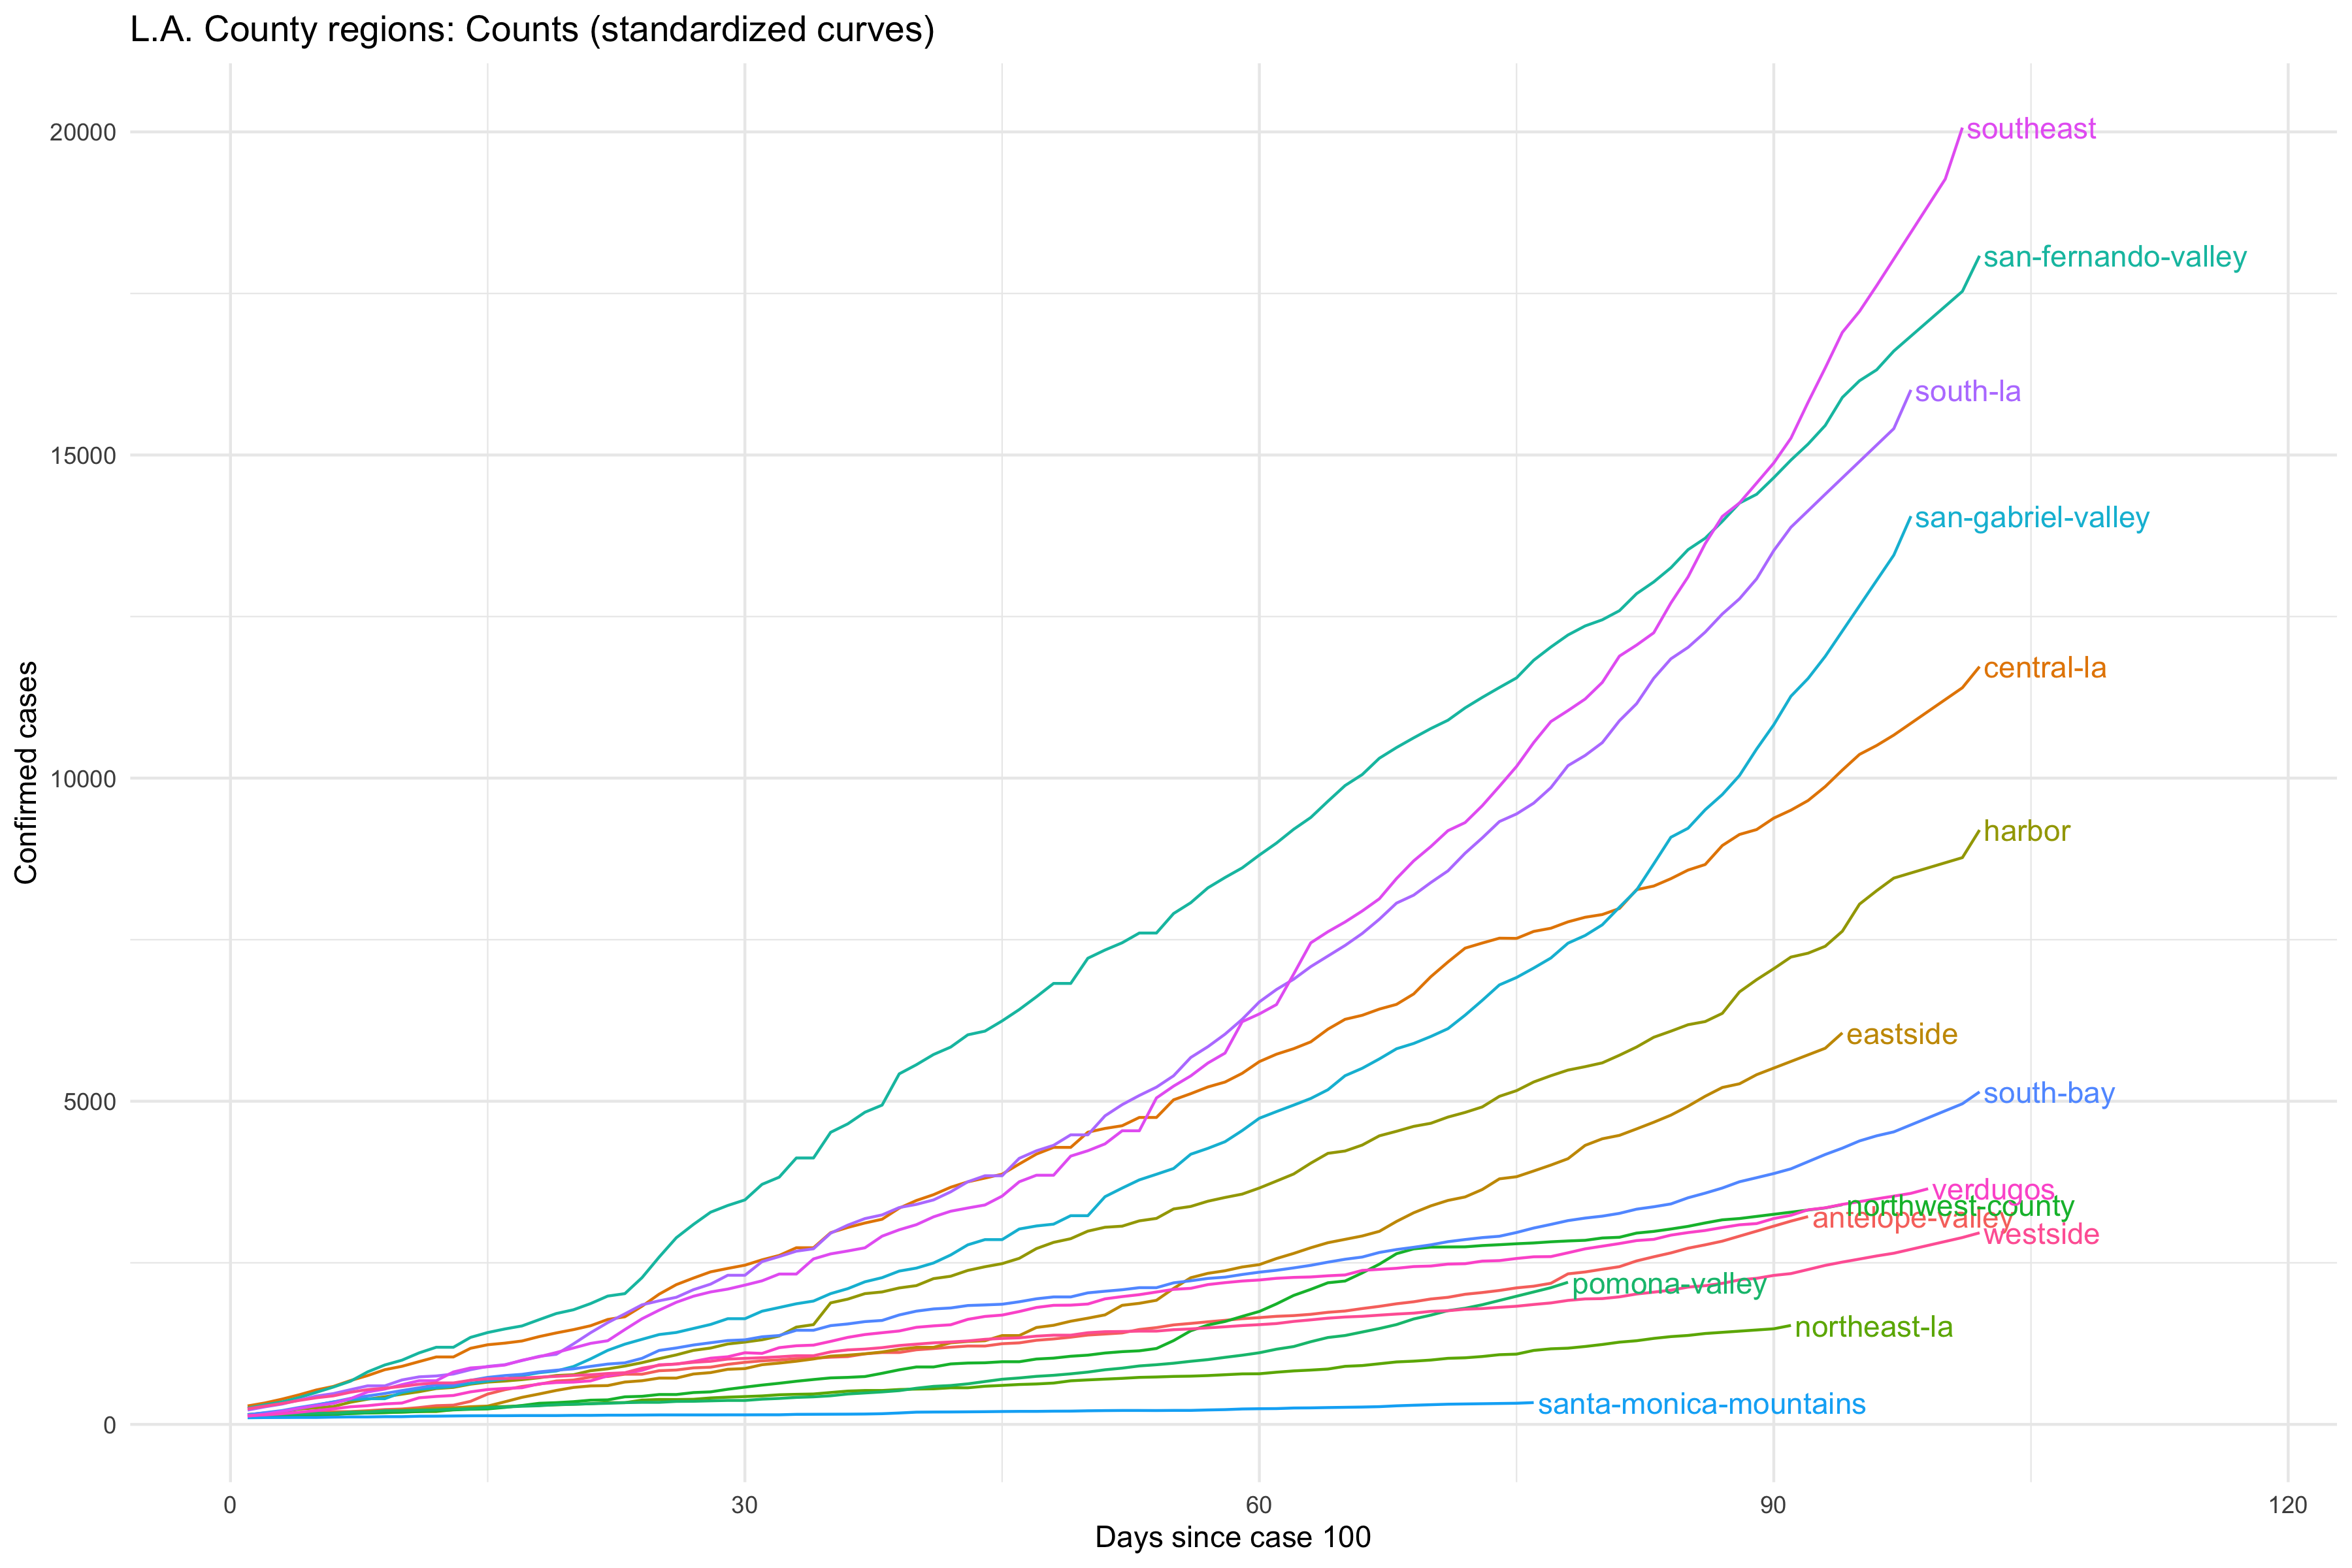 L.A. County regions: Counts (standardized curves)
20000
15000
10000
5000
0
Confirmed cases
southeast
san-fernando-valley
south-la
san-gabriel-valley
central-la
harbor
eastside
south-bay
verdugos
northwest-county
antelope-valley
westside
pomona-valley
northeast-la
santa-monica-mountains
0 30 60 90 120
Days since case 100